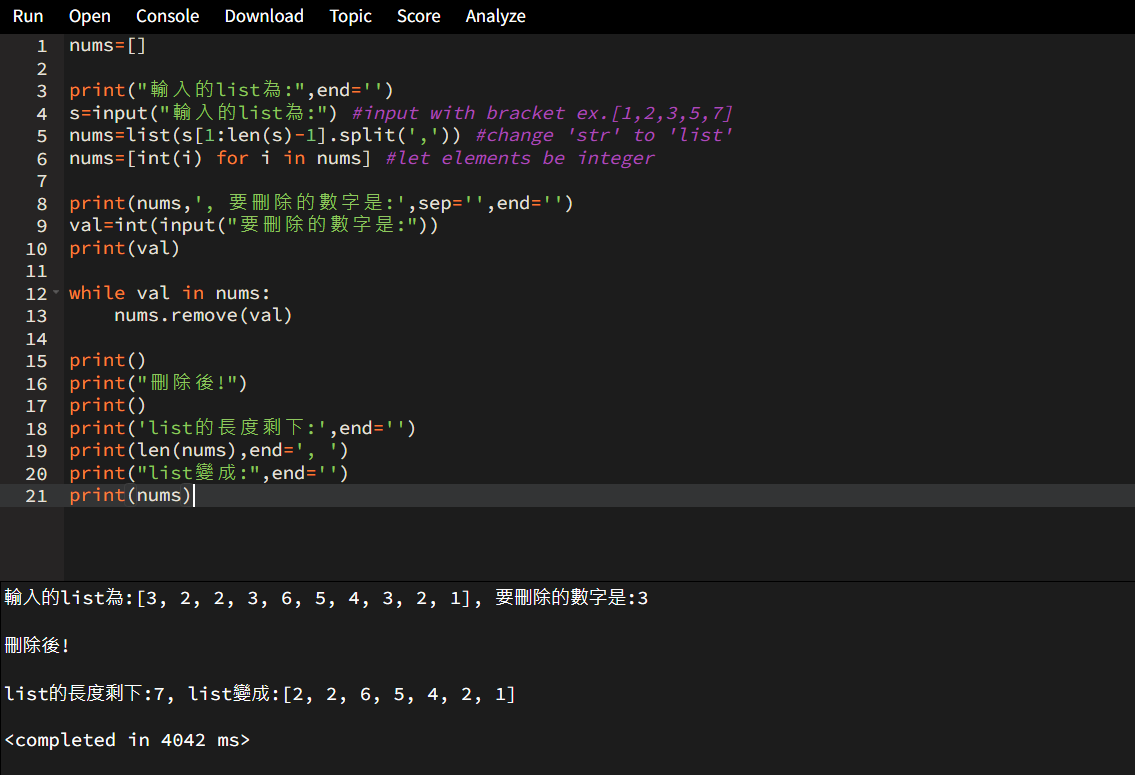 Run Open Console Download Topic Score Analyze
1 nums=[]
2
3 print("輸入的list為:",end='')
4 s=input("輸入的list為:") #input with bracket ex.[1,2,3,5,7]
5 nums=list(s[1:len(s)-1].split(',')) #change 'str' to 'list'
6 nums=[int(i) for i in nums] #let elements be integer
7
8 print(nums,', 要刪除的數字是:',sep='',end='')
9 val=int(input("要刪除的數字是:"))
10 print(val)
11
12 while val in nums:
13     nums.remove(val)
14
15 print()
16 print("刪除後!")
17 print()
18 print('list的長度剩下:',end='')
19 print(len(nums),end=', ')
20 print("list變成:",end='')
21 print(nums)
輸入的list為:[3, 2, 2, 3, 6, 5, 4, 3, 2, 1], 要刪除的數字是:3
刪除後!
list的長度剩下:7, list變成:[2, 2, 6, 5, 4, 2, 1]
<completed in 4042 ms>